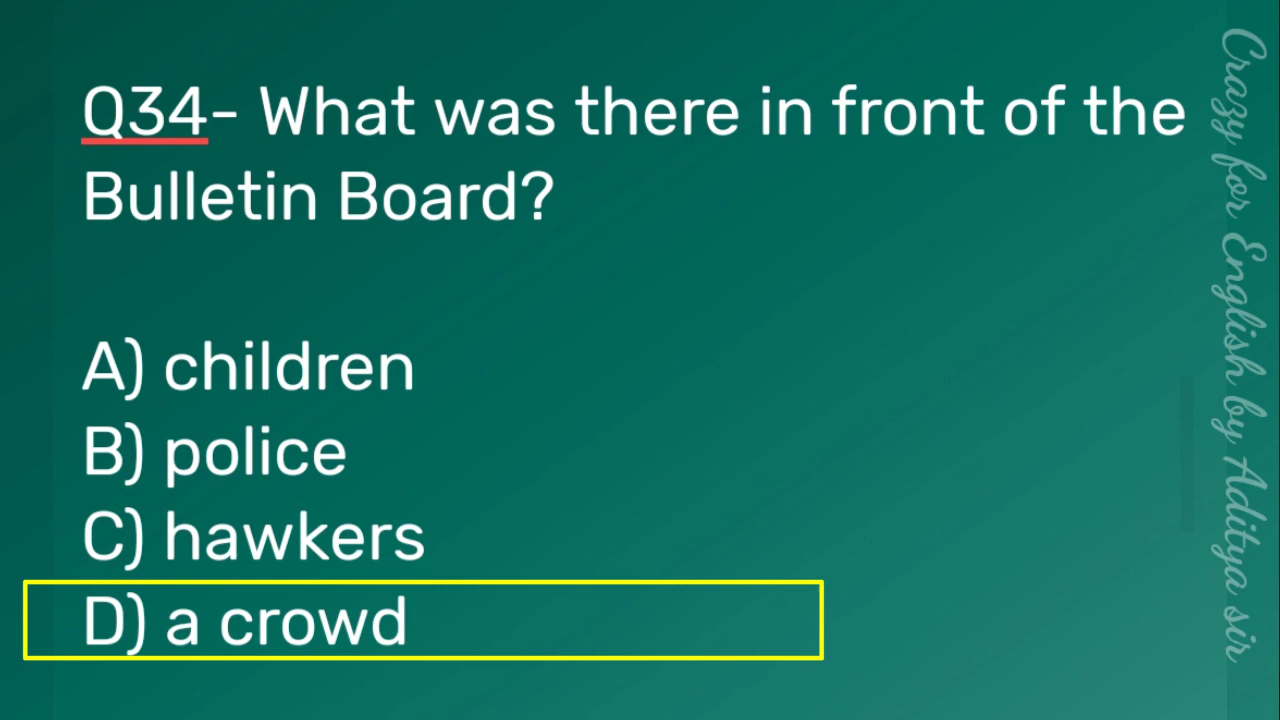 Q34- What was there in front of the
Bulletin Board?
A) children
B) police
C) hawkers
D) a crowd
Crazy for English by Aditya sir